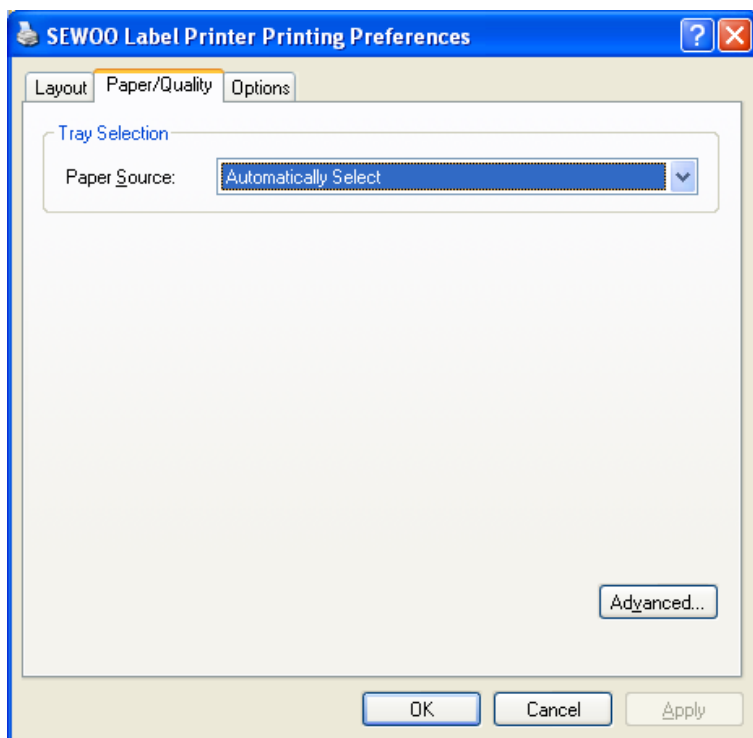 SEWOO Label Printer Printing Preferences ?
Layout Paper/Quality Options
Tray Selection
Paper Source: Automatically Select
Advanced...
OK Cancel Apply